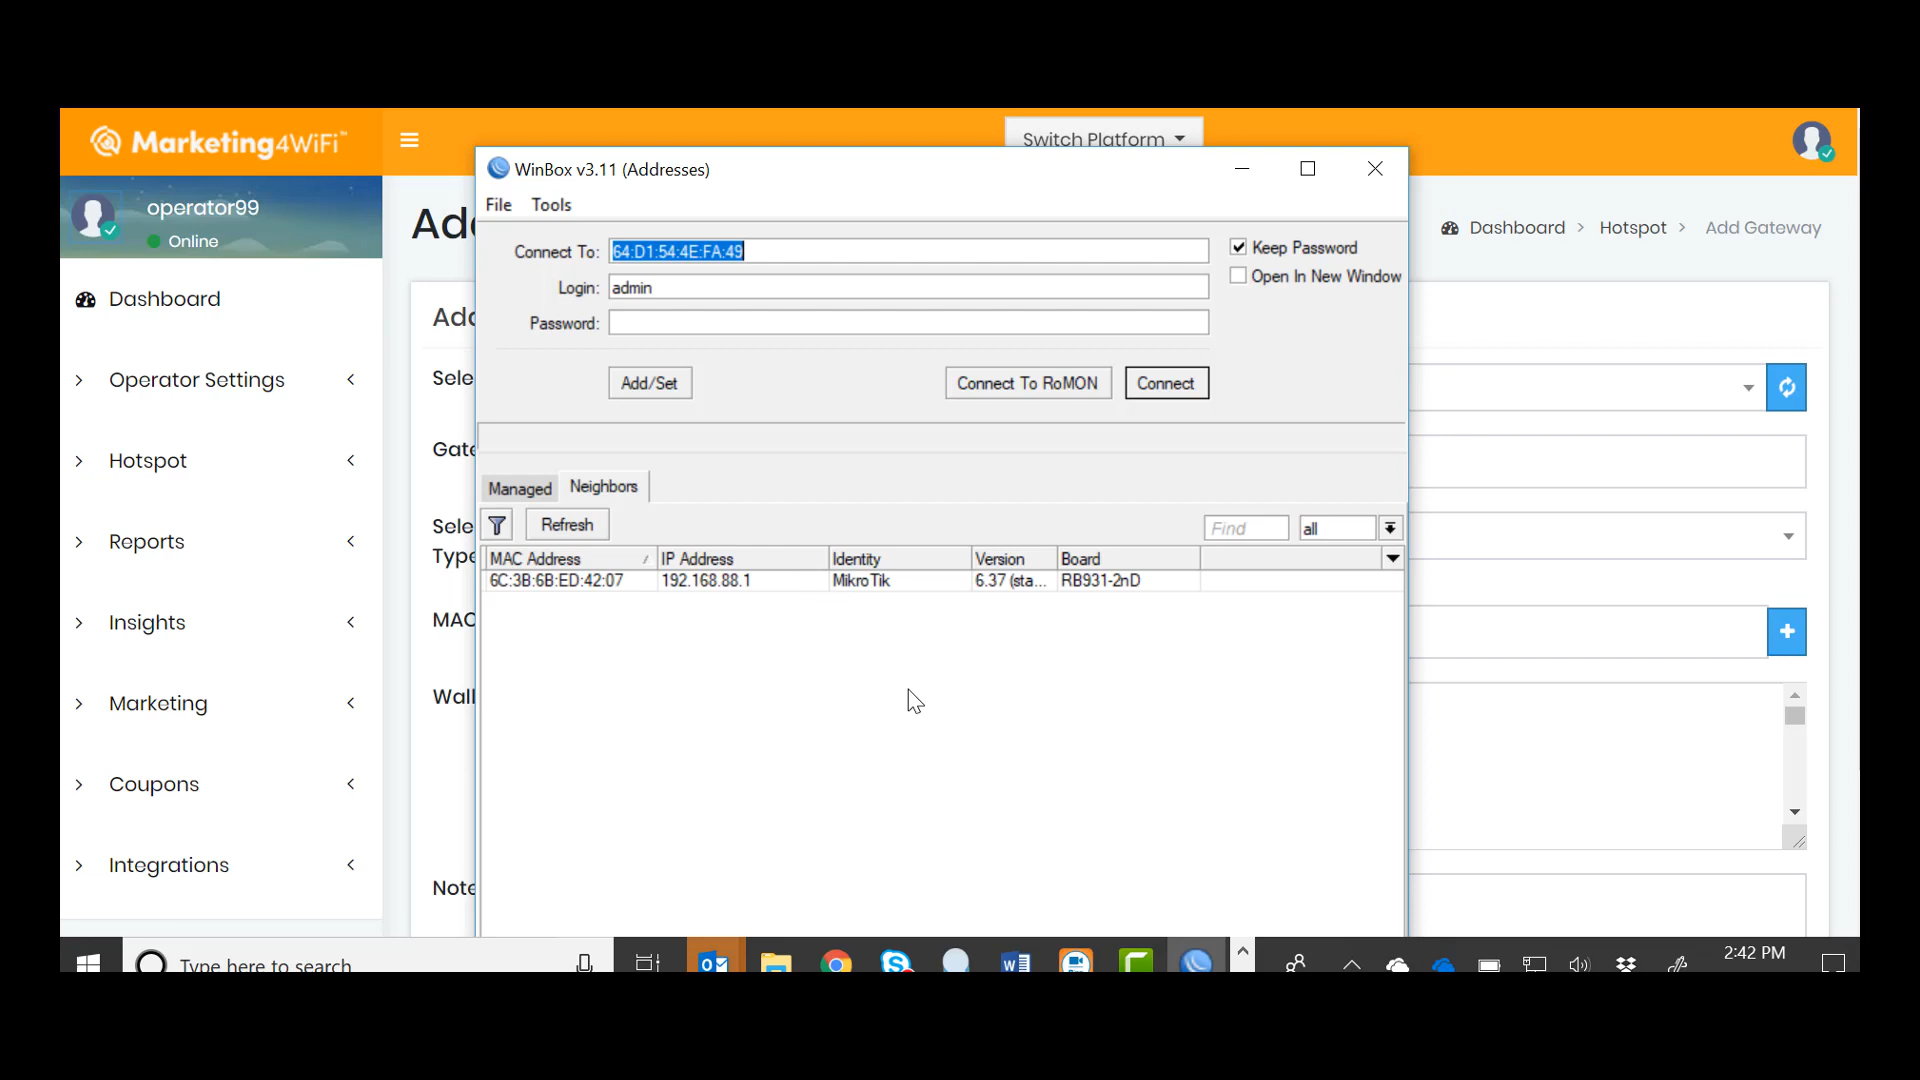 Marketing4WiFi™
Switch Platform
operator99
Online
Dashboard
Operator Settings
Hotspot
Reports
Insights
Marketing
Coupons
Integrations
Dashboard > Hotspot > Add Gateway
WinBox v3.11 (Addresses)
File Tools
Connect To: 64:D1:54:4E:FA:49
Keep Password
Login: admin
Open In New Window
Password:
Add/Set
Connect To RoMON
Connect
Managed
Neighbors
Refresh
Find
all
MAC Address IP Address Identity Version Board
6C:3B:6B:ED:42:07 192.168.88.1 MikroTik 6.37 (sta... RB931-2nD
Ad
Add
Sele
Gate
Sele
Type
MAC
Wall
Note
Type here to search
2:42 PM